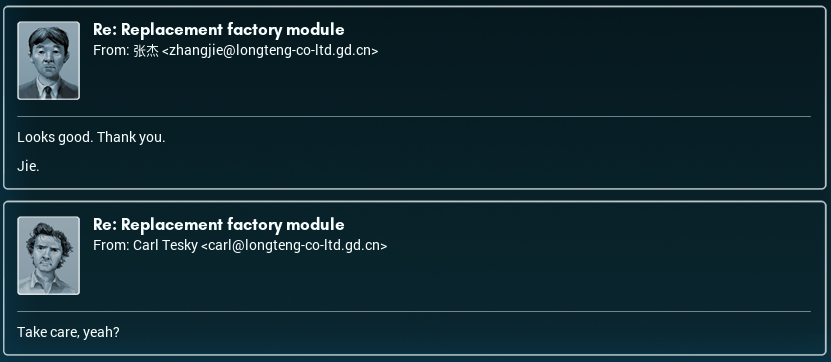 Re: Replacement factory module
From: 张杰 <zhangjie@longteng-co-ltd.gd.cn>
Looks good. Thank you.
Jie.
Re: Replacement factory module
From: Carl Tesky <carl@longteng-co-ltd.gd.cn>
Take care, yeah?